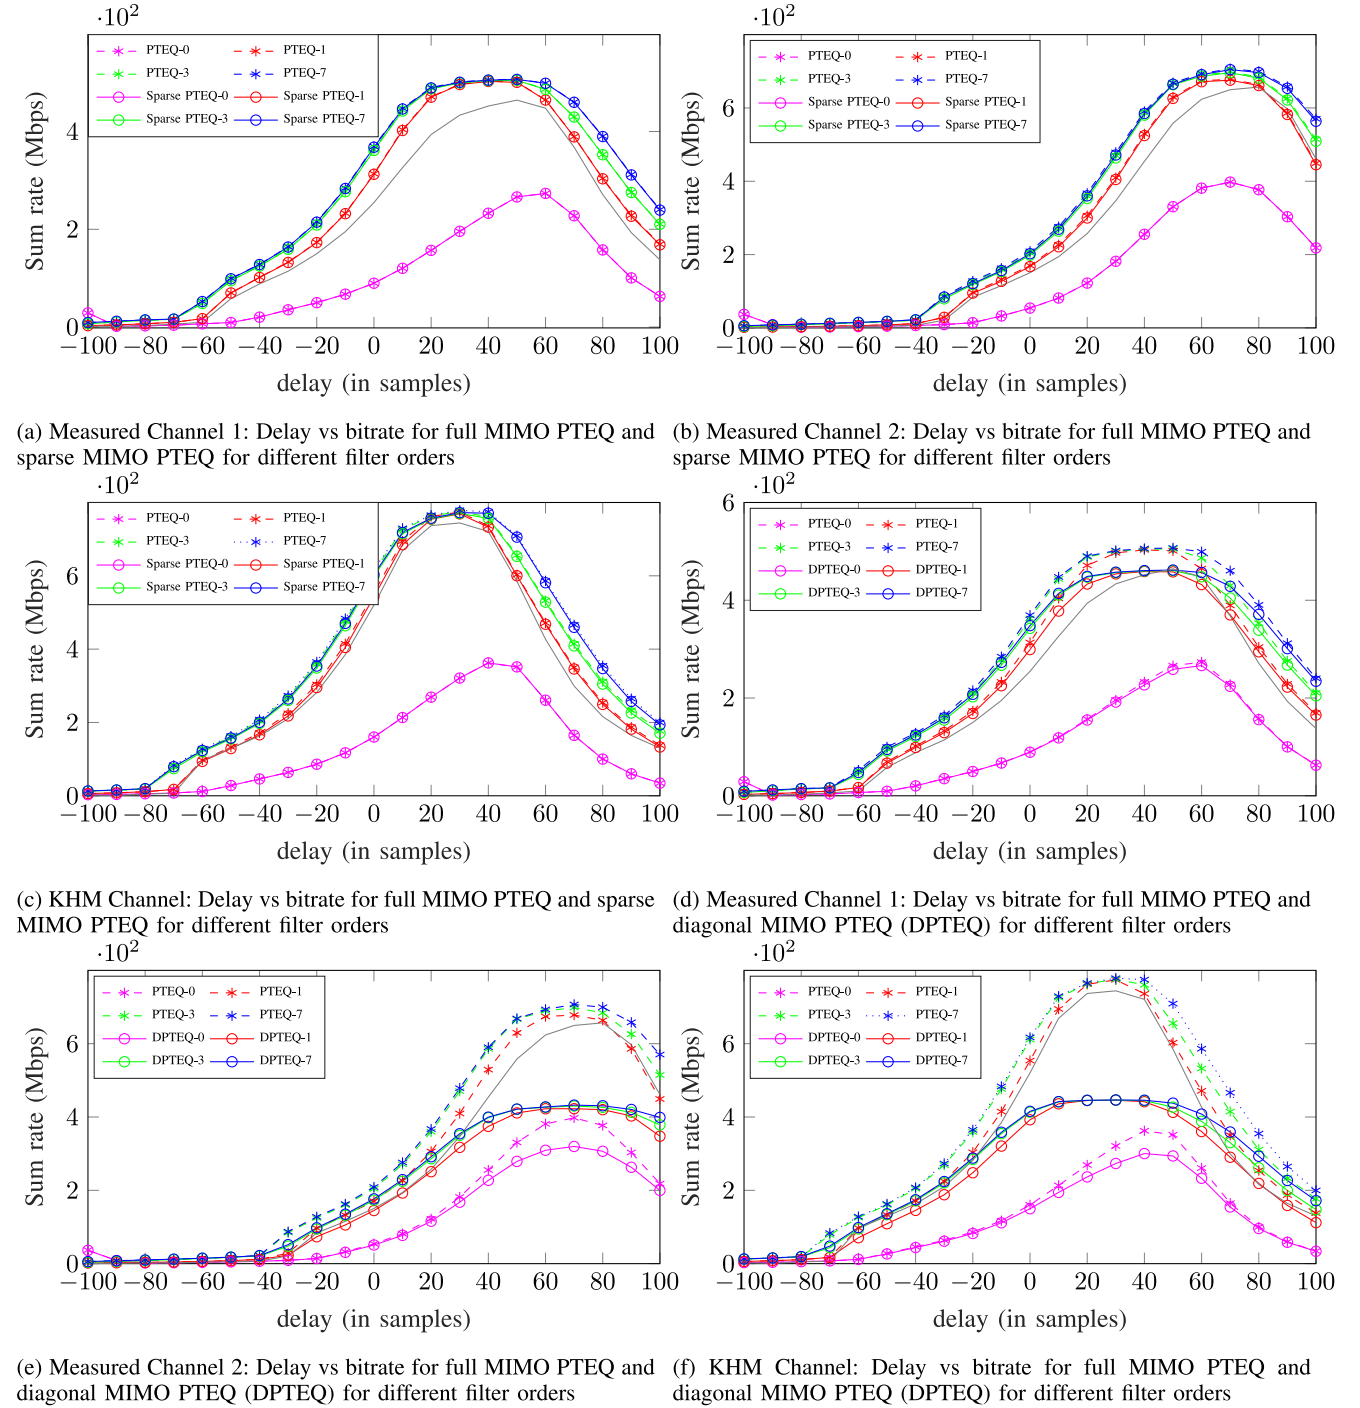 ·10²
Sum rate (Mbps)
PTEQ-0 PTEQ-1
PTEQ-3 PTEQ-7
Sparse PTEQ-0 Sparse PTEQ-1
Sparse PTEQ-3 Sparse PTEQ-7
4
2
0
−100 −80 −60 −40 −20 0 20 40 60 80 100
delay (in samples)
(a) Measured Channel 1: Delay vs bitrate for full MIMO PTEQ and
sparse MIMO PTEQ for different filter orders
·10²
Sum rate (Mbps)
PTEQ-0 PTEQ-1
PTEQ-3 PTEQ-7
Sparse PTEQ-0 Sparse PTEQ-1
Sparse PTEQ-3 Sparse PTEQ-7
6
4
2
0
−100 −80 −60 −40 −20 0 20 40 60 80 100
delay (in samples)
(b) Measured Channel 2: Delay vs bitrate for full MIMO PTEQ and
sparse MIMO PTEQ for different filter orders
·10²
Sum rate (Mbps)
PTEQ-0 PTEQ-1
PTEQ-3 PTEQ-7
Sparse PTEQ-0 Sparse PTEQ-1
Sparse PTEQ-3 Sparse PTEQ-7
6
4
2
0
−100 −80 −60 −40 −20 0 20 40 60 80 100
delay (in samples)
(c) KHM Channel: Delay vs bitrate for full MIMO PTEQ and sparse
MIMO PTEQ for different filter orders
·10²
Sum rate (Mbps)
6
PTEQ-0 PTEQ-1
PTEQ-3 PTEQ-7
DPTEQ-0 DPTEQ-1
DPTEQ-3 DPTEQ-7
4
2
0
−100 −80 −60 −40 −20 0 20 40 60 80 100
delay (in samples)
(d) Measured Channel 1: Delay vs bitrate for full MIMO PTEQ and
diagonal MIMO PTEQ (DPTEQ) for different filter orders
·10²
Sum rate (Mbps)
PTEQ-0 PTEQ-1
PTEQ-3 PTEQ-7
DPTEQ-0 DPTEQ-1
DPTEQ-3 DPTEQ-7
6
4
2
0
−100 −80 −60 −40 −20 0 20 40 60 80 100
delay (in samples)
(e) Measured Channel 2: Delay vs bitrate for full MIMO PTEQ and
diagonal MIMO PTEQ (DPTEQ) for different filter orders
·10²
Sum rate (Mbps)
PTEQ-0 PTEQ-1
PTEQ-3 PTEQ-7
DPTEQ-0 DPTEQ-1
DPTEQ-3 DPTEQ-7
6
4
2
0
−100 −80 −60 −40 −20 0 20 40 60 80 100
delay (in samples)
(f) KHM Channel: Delay vs bitrate for full MIMO PTEQ and
diagonal MIMO PTEQ (DPTEQ) for different filter orders